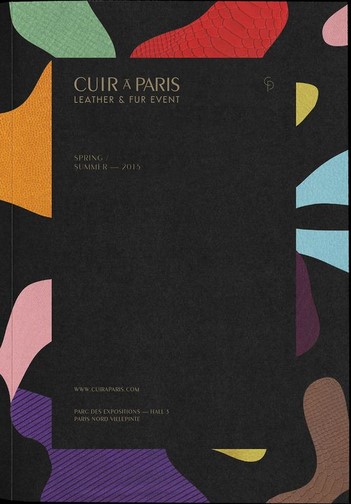 CUIR À PARIS
LEATHER & FUR EVENT
CP
SPRING /
SUMMER — 2015
WWW.CUIRAPARIS.COM
PARC DES EXPOSITIONS — HALL 3
PARIS NORD VILLEPINTE